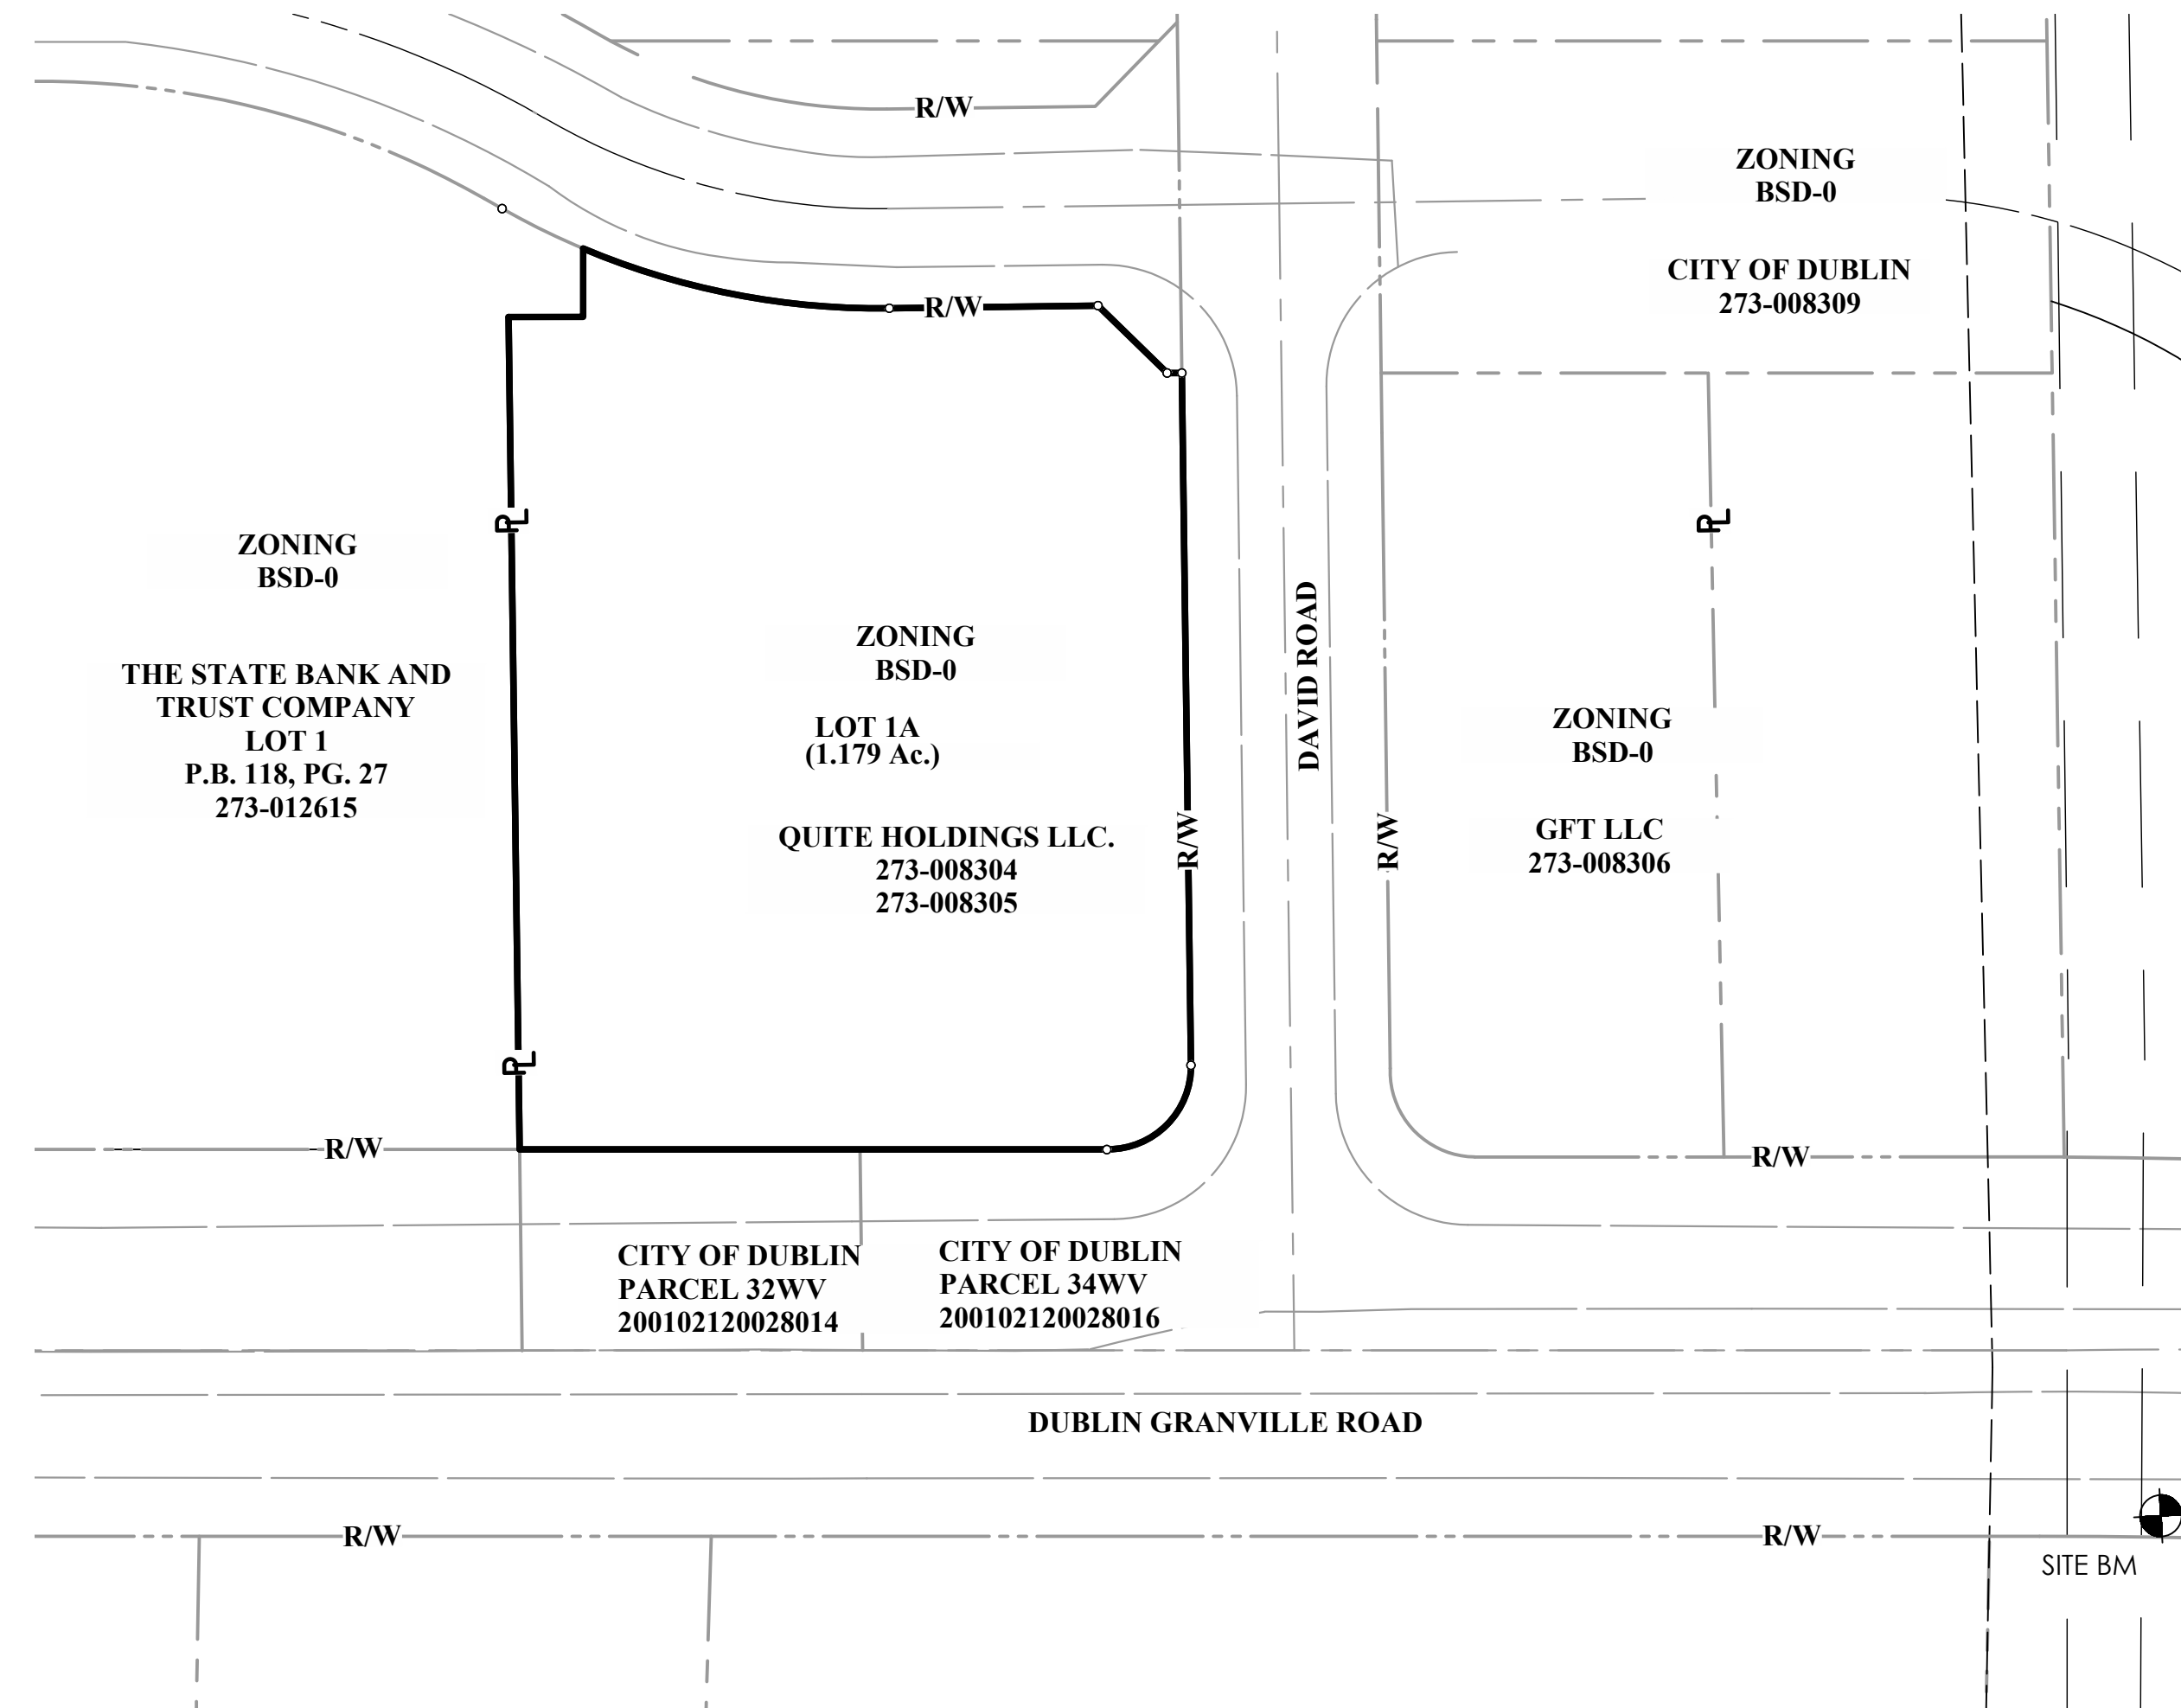 R/W
ZONING
BSD-0
CITY OF DUBLIN
273-008309
R/W
PL
PL
ZONING
BSD-0
THE STATE BANK AND
TRUST COMPANY
LOT 1
P.B. 118, PG. 27
273-012615
ZONING
BSD-0
LOT 1A
(1.179 Ac.)
QUITE HOLDINGS LLC.
273-008304
273-008305
R/W
DAVID ROAD
R/W
ZONING
BSD-0
GFT LLC
273-008306
PL
R/W
R/W
CITY OF DUBLIN
PARCEL 32WV
200102120028014
CITY OF DUBLIN
PARCEL 34WV
200102120028016
DUBLIN GRANVILLE ROAD
R/W
R/W
SITE BM